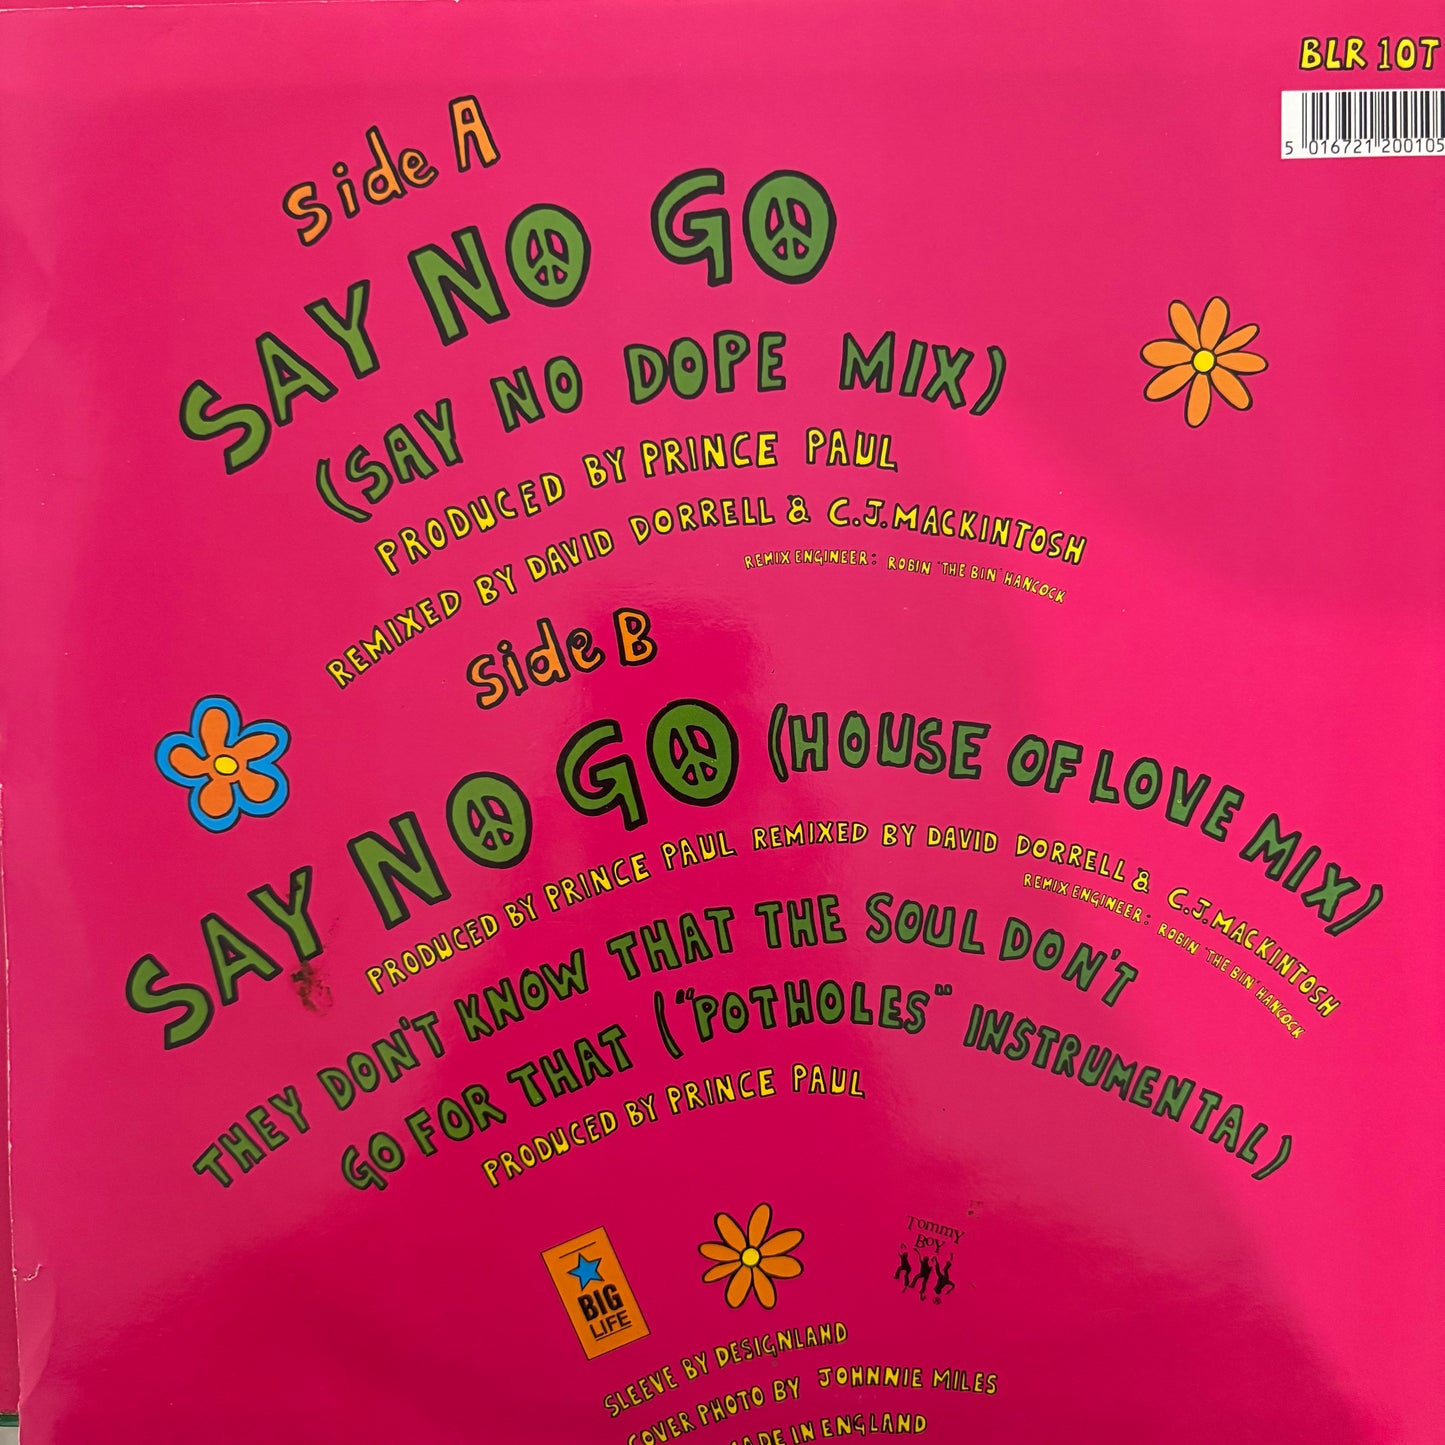 BLR 10T
5 016721 200105
Side A
SAY NO GO
(SAY NO DOPE MIX)
PRODUCED BY PRINCE PAUL
REMIXED BY DAVID DORRELL & C.J. MACKINTOSH
REMIX ENGINEER: ROBIN 'THE BIN' HANCOCK
Side B
SAY NO GO (HOUSE OF LOVE MIX)
PRODUCED BY PRINCE PAUL REMIXED BY DAVID DORRELL & C.J. MACKINTOSH
REMIX ENGINEER: ROBIN 'THE BIN' HANCOCK
THEY DON'T KNOW THAT THE SOUL DON'T
GO FOR THAT ("POTHOLES" INSTRUMENTAL)
PRODUCED BY PRINCE PAUL
BIG
LIFE
Tommy
Boy
®
SLEEVE BY DESIGNLAND
COVER PHOTO BY JOHNNIE MILES
MADE IN ENGLAND